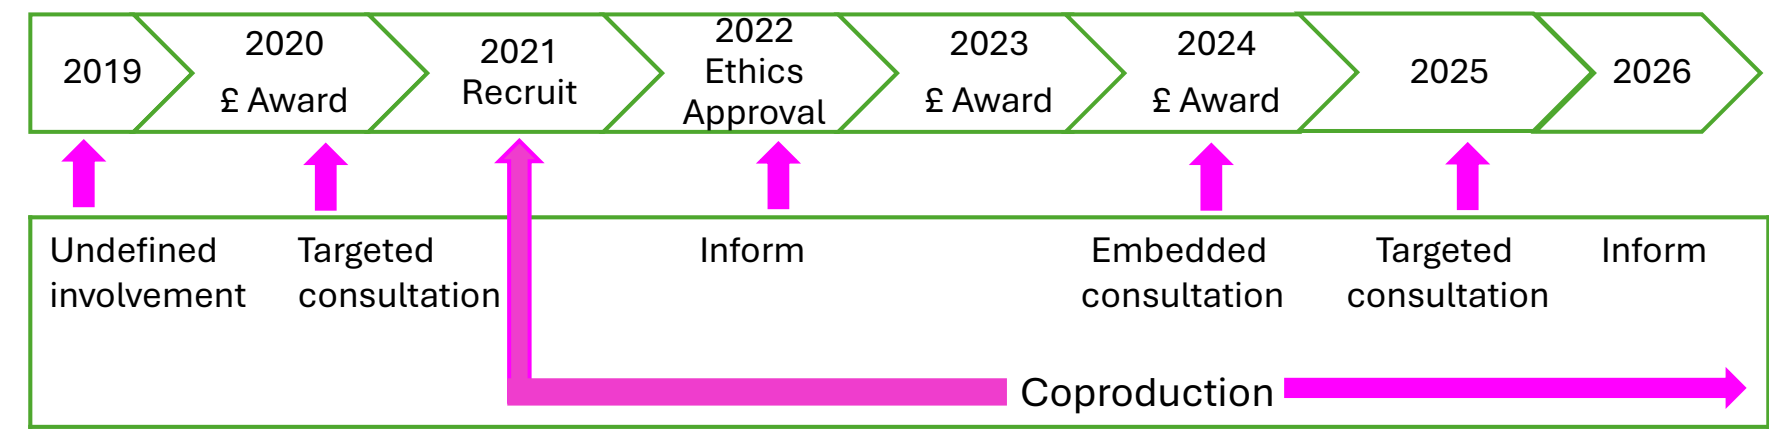 2019
2020
£ Award
2021
Recruit
2022
Ethics
Approval
2023
£ Award
2024
£ Award
2025
2026
Undefined
involvement
Targeted
consultation
Inform
Embedded
consultation
Targeted
consultation
Inform
Coproduction